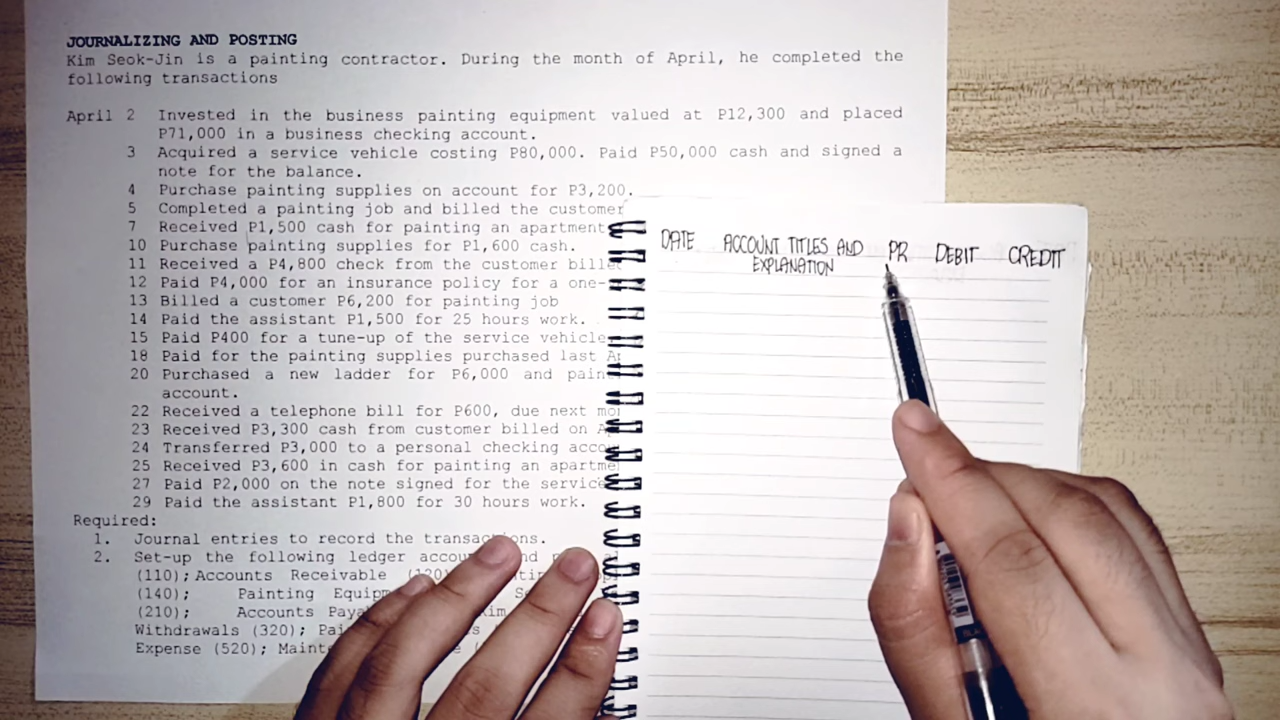 JOURNALIZING AND POSTING
Kim Seok-Jin is a painting contractor. During the month of April, he completed the
following transactions
April 2 Invested in the business painting equipment valued at P12,300 and placed
P71,000 in a business checking account.
3 Acquired a service vehicle costing P80,000. Paid P50,000 cash and signed a
note for the balance.
4 Purchase painting supplies on account for P3,200.
5 Completed a painting job and billed the customer
7 Received P1,500 cash for painting an apartment
10 Purchase painting supplies for P1,600 cash.
11 Received a P4,800 check from the customer
12 Paid P4,000 for an insurance policy for a one-
13 Billed a customer P6,200 for painting job
14 Paid the assistant P1,500 for 25 hours work.
15 Paid P400 for a tune-up of the service vehicle.
18 Paid for the painting supplies purchased last
20 Purchased a new ladder for P6,000 and
account.
22 Received a telephone bill for P600, due next
23 Received P3,300 cash from customer billed on
24 Transferred P3,000 to a personal checking
25 Received P3,600 in cash for painting an
27 Paid P2,000 on the note signed for the
29 Paid the assistant P1,800 for 30 hours work.
Required:
1. Journal entries to record the transactions.
2. Set-up the following ledger
(110); Accounts Receivable
(140); Painting
(210); Accounts
Withdrawals (320);
Expense (520);
DATE ACCOUNT TITLES AND PR DEBIT CREDIT
EXPLANATION